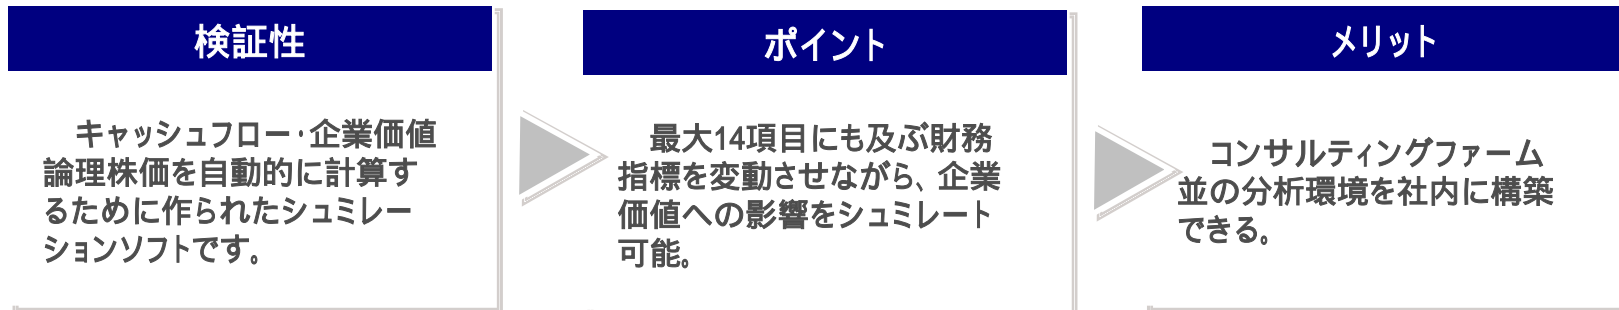 検証性
キャッシュフロー・企業価値
論理株価を自動的に計算す
るために作られたシュミレー
ションソフトです。
ポイント
最大14項目にも及ぶ財務
指標を変動させながら、企業
価値への影響をシュミレート
可能。
メリット
コンサルティングファーム
並の分析環境を社内に構築
できる。